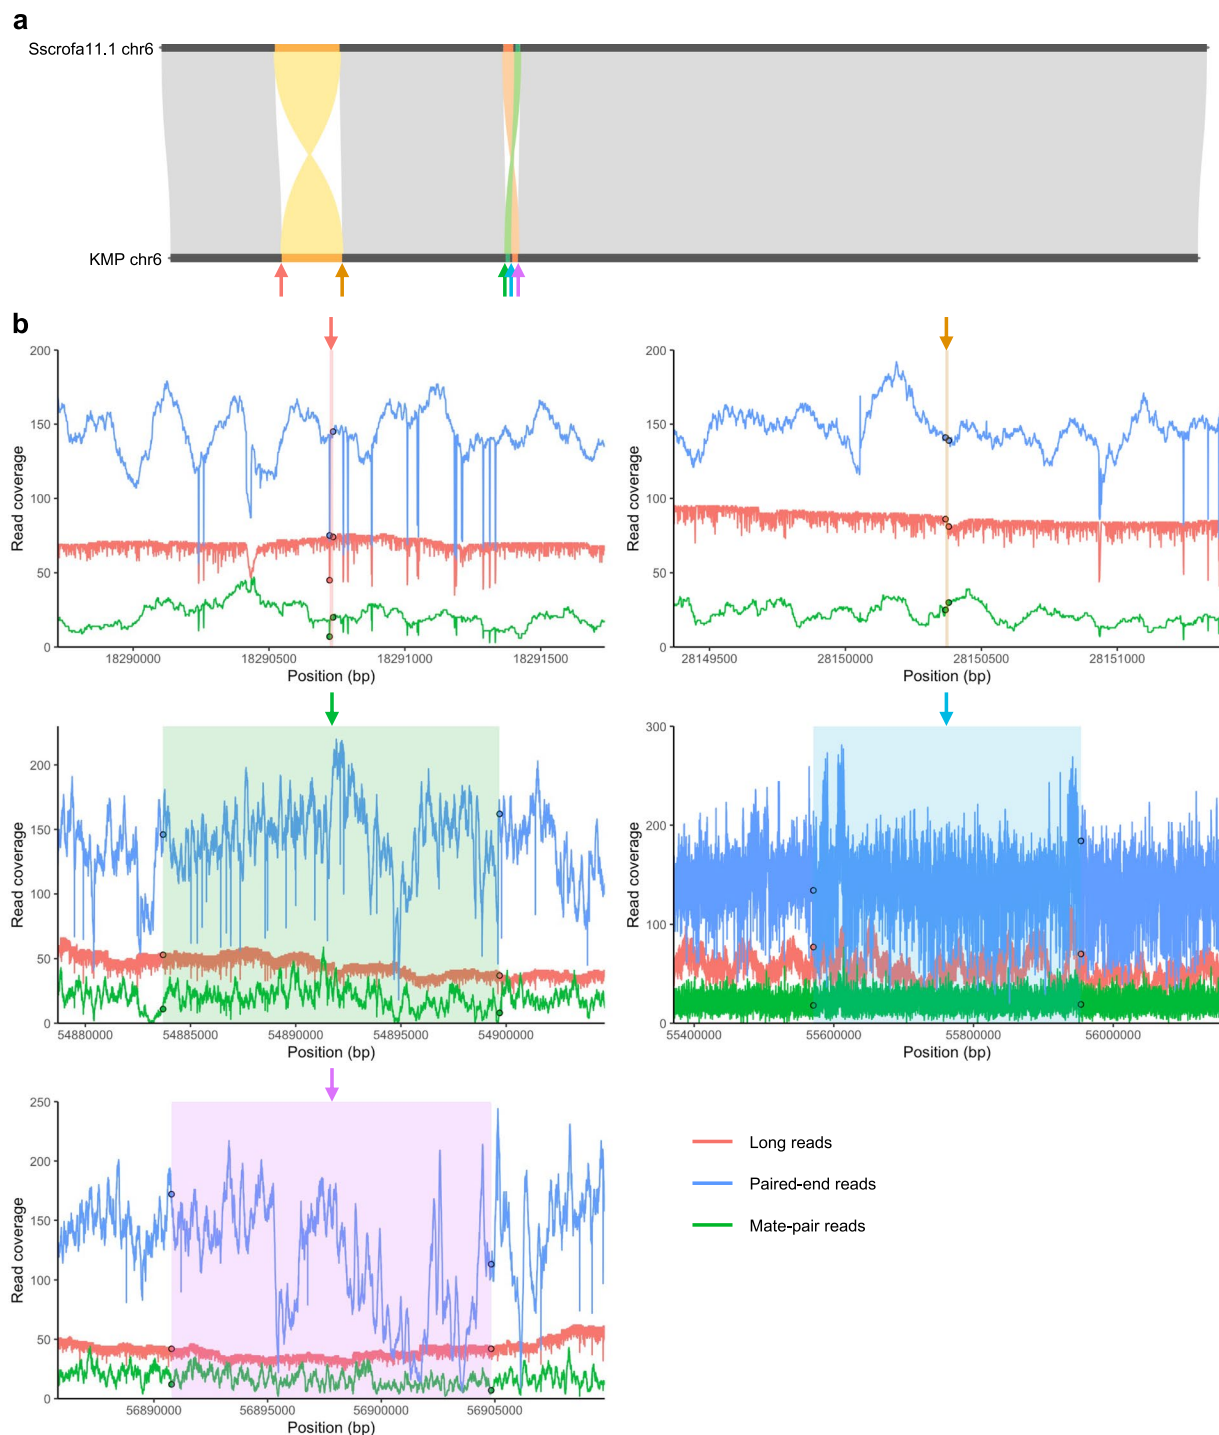 a
Sscrofa11.1 chr6
KMP chr6
b
200
150
100
50
0
Read coverage
18290000 18290500 18291000 18291500
Position (bp)
200
150
100
50
0
Read coverage
28149500 28150000 28150500 28151000
Position (bp)
200
150
100
50
0
Read coverage
54880000 54885000 54890000 54895000 54900000
Position (bp)
300
200
100
0
Read coverage
55400000 55600000 55800000 56000000
Position (bp)
250
200
150
100
50
0
Read coverage
56890000 56895000 56900000 56905000
Position (bp)
Long reads
Paired-end reads
Mate-pair reads